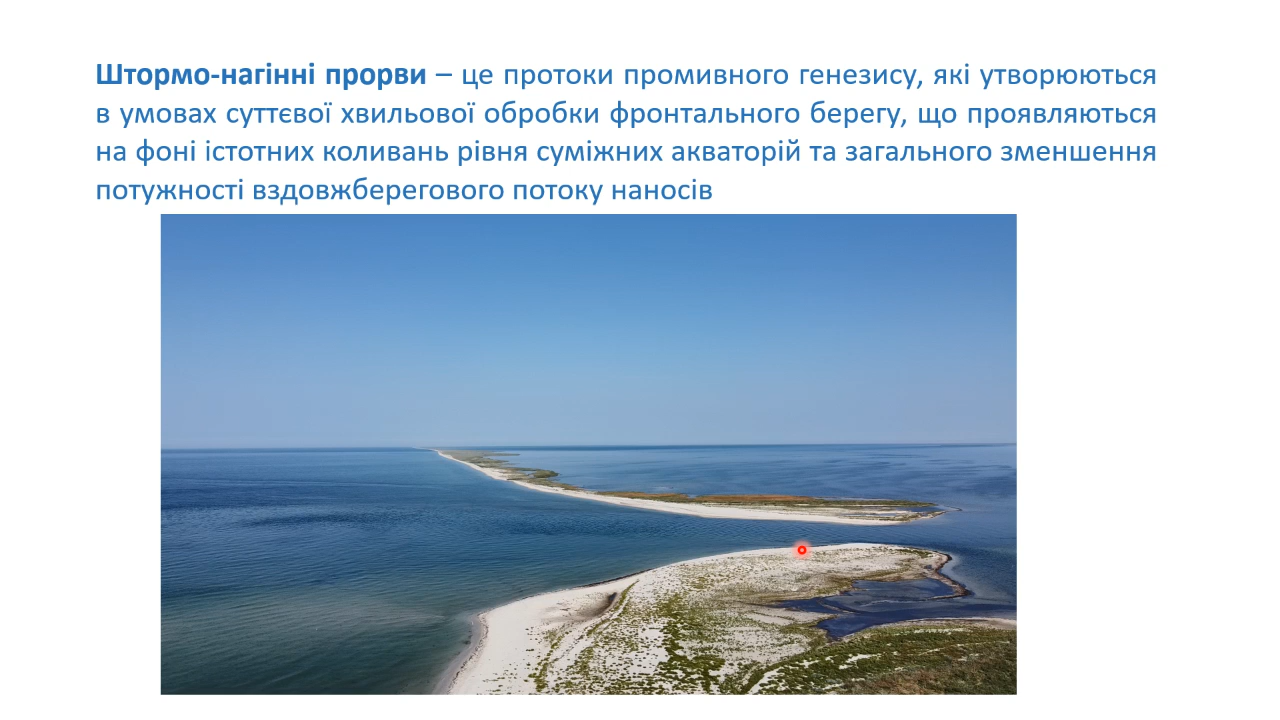 Штормо-нагінні прорви – це протоки промивного генезису, які утворюються
в умовах суттєвої хвильової обробки фронтального берегу, що проявляються
на фоні істотних коливань рівня суміжних акваторій та загального зменшення
потужності вздовжберегового потоку наносів